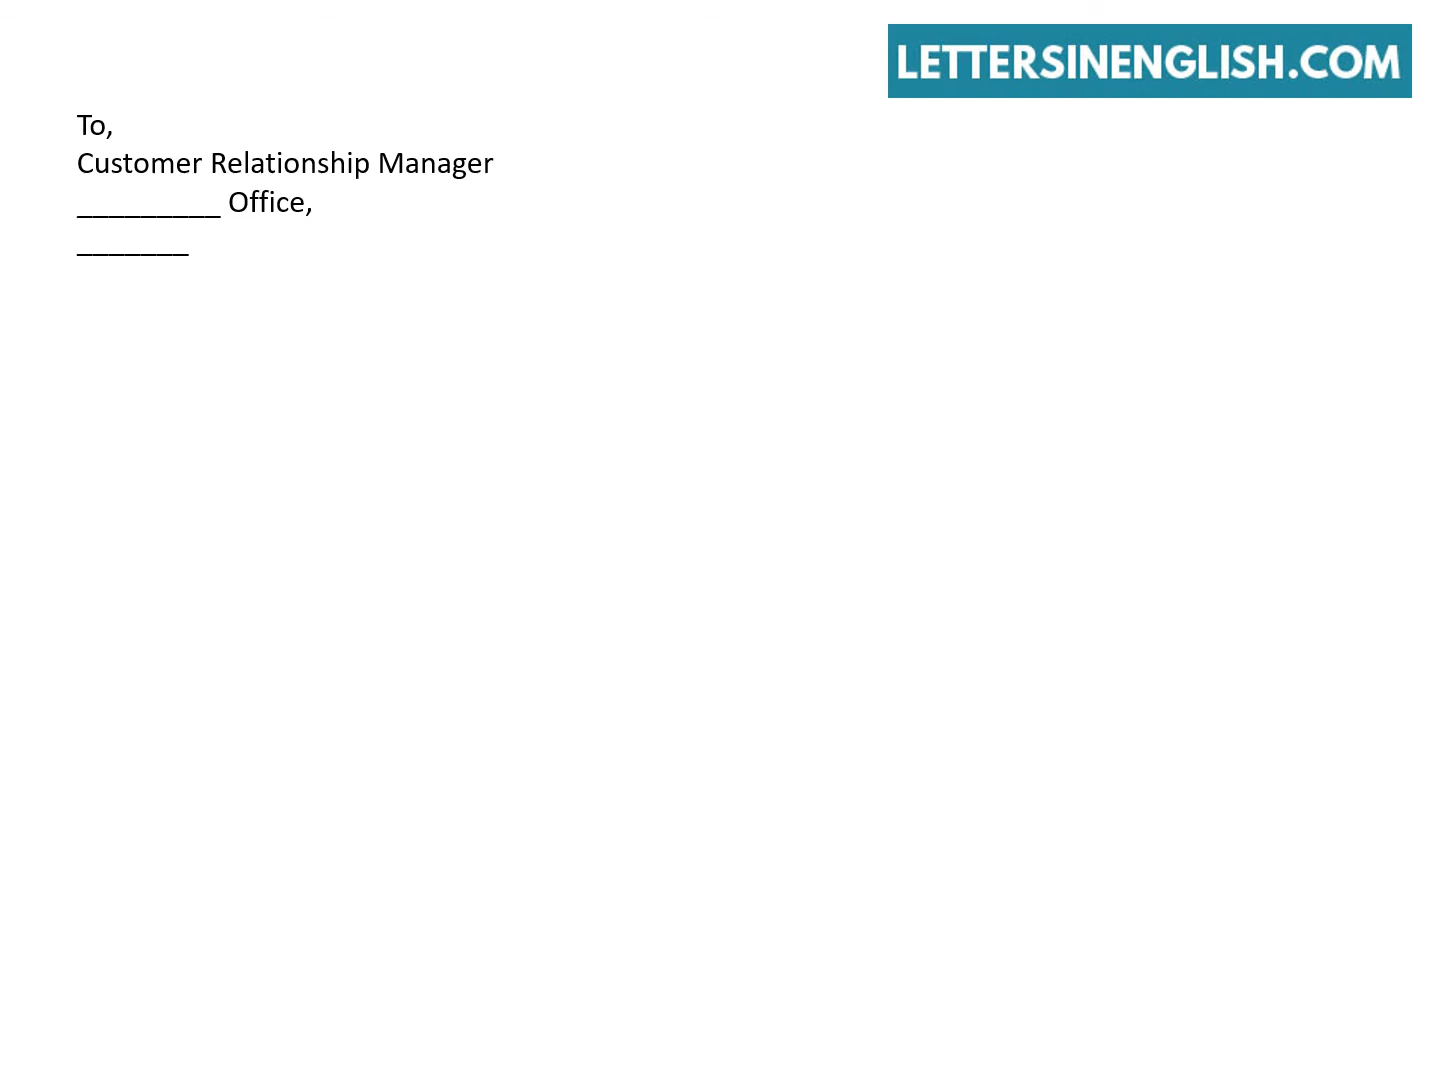 LETTERSINENGLISH.COM
To,
Customer Relationship Manager
_________ Office,
_______